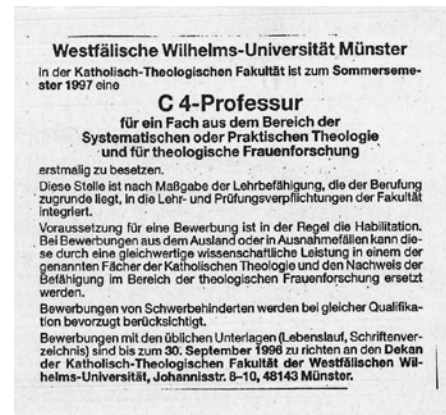 Westfälische Wilhelms-Universität Münster
in der Katholisch-Theologischen Fakultät ist zum Sommerseme-
ster 1997 eine
C 4-Professur
für ein Fach aus dem Bereich der
Systematischen oder Praktischen Theologie
und für theologische Frauenforschung
erstmalig zu besetzen.
Diese Stelle ist nach Maßgabe der Lehrbefähigung, die der Berufung
zugrunde liegt, in die Lehr- und Prüfungsverpflichtungen der Fakultät
integriert.
Voraussetzung für eine Bewerbung ist in der Regel die Habilitation.
Bei Bewerbungen aus dem Ausland oder in Ausnahmefällen kann die-
se durch eine gleichwertige wissenschaftliche Leistung in einem der
genannten Fächer der Katholischen Theologie und den Nachweis der
Befähigung im Bereich der theologischen Frauenforschung ersetzt
werden.
Bewerbungen von Schwerbehinderten werden bei gleicher Qualifika-
tion bevorzugt berücksichtigt.
Bewerbungen mit den üblichen Unterlagen (Lebenslauf, Schriftenver-
zeichnis) sind bis zum 30. September 1996 zu richten an den Dekan
der Katholisch-Theologischen Fakultät der Westfälischen Wil-
helms-Universität, Johannisstr. 8–10, 48143 Münster.